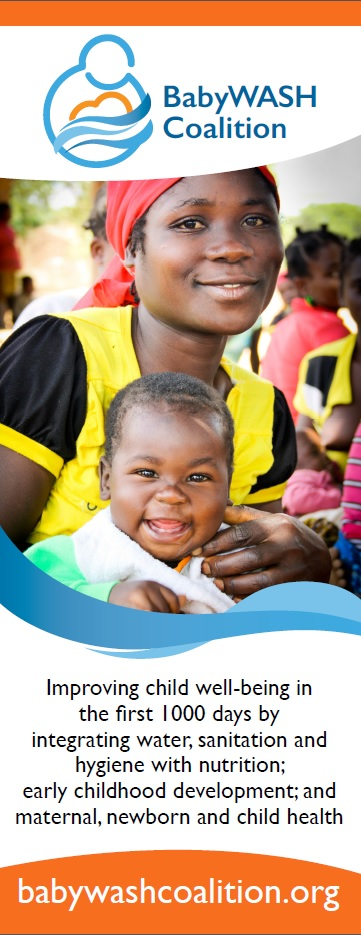 BabyWASH
Coalition
Improving child well-being in
the first 1000 days by
integrating water, sanitation and
hygiene with nutrition;
early childhood development; and
maternal, newborn and child health
babywashcoalition.org